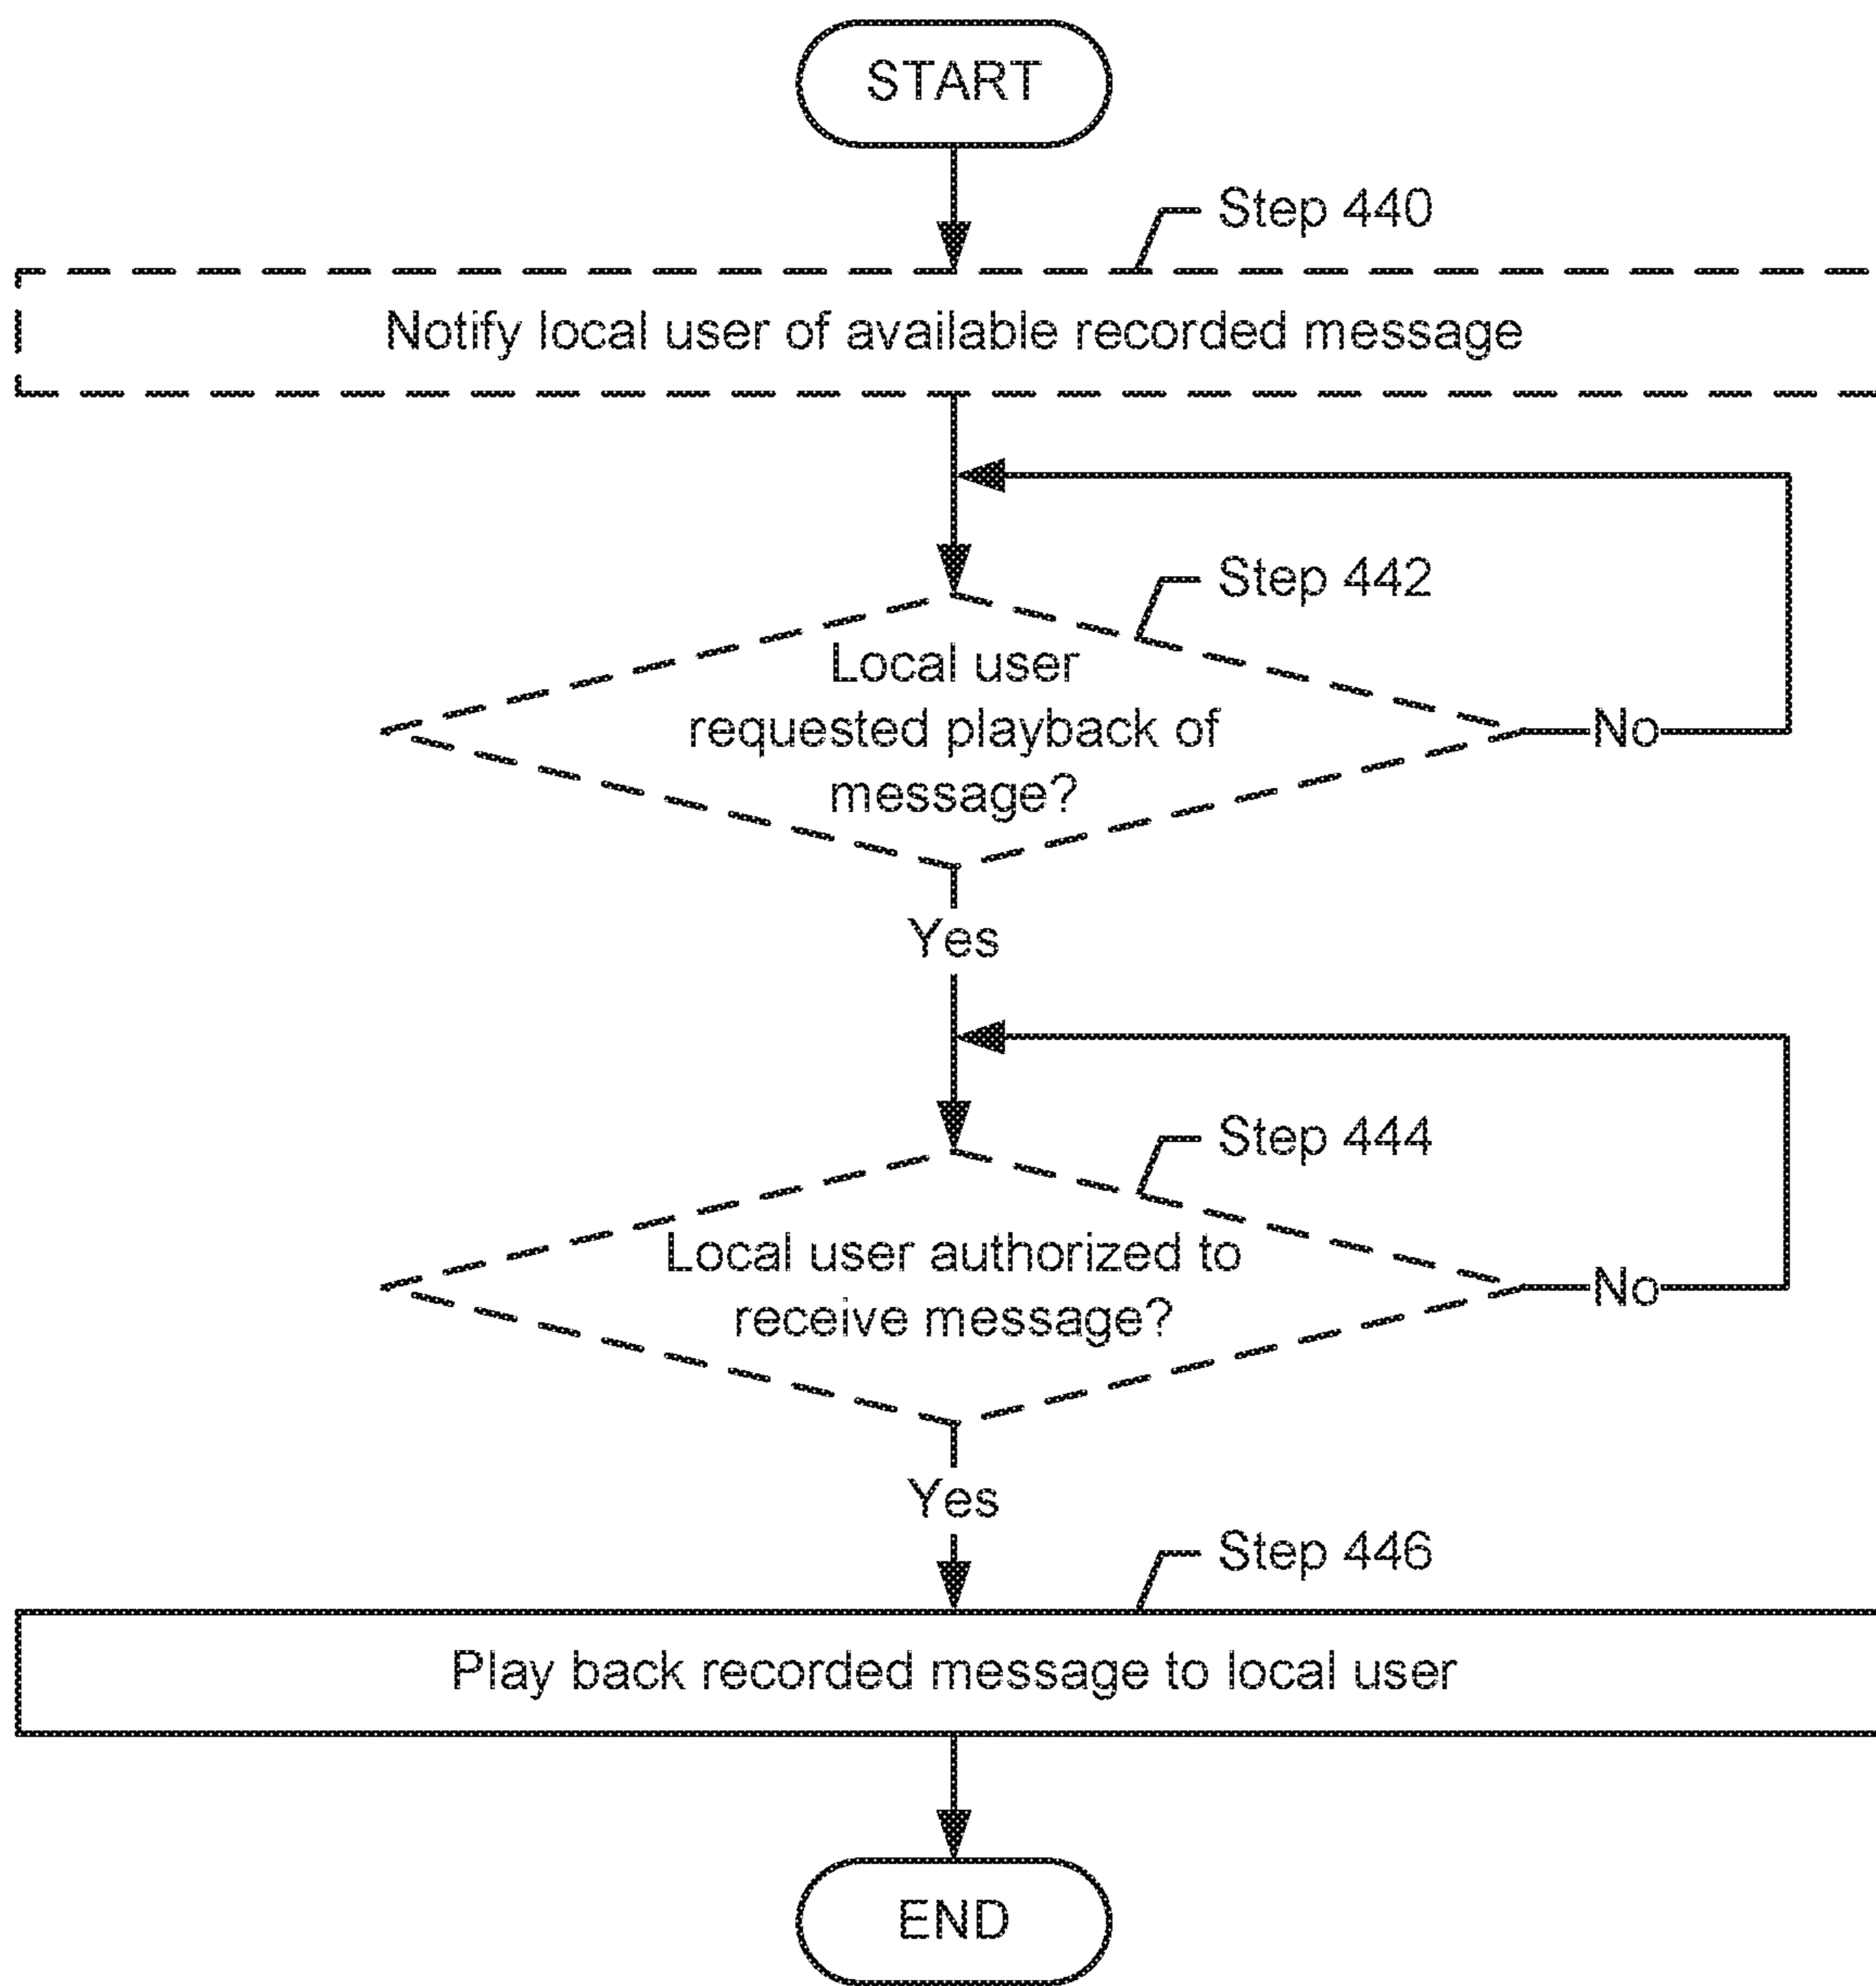 START
Step 440
Notify local user of available recorded message
Step 442
Local user
requested playback of
message?
No
Yes
Step 444
Local user authorized to
receive message?
No
Yes
Step 446
Play back recorded message to local user
END